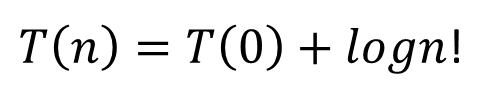 T(n) = T(0) + logn!